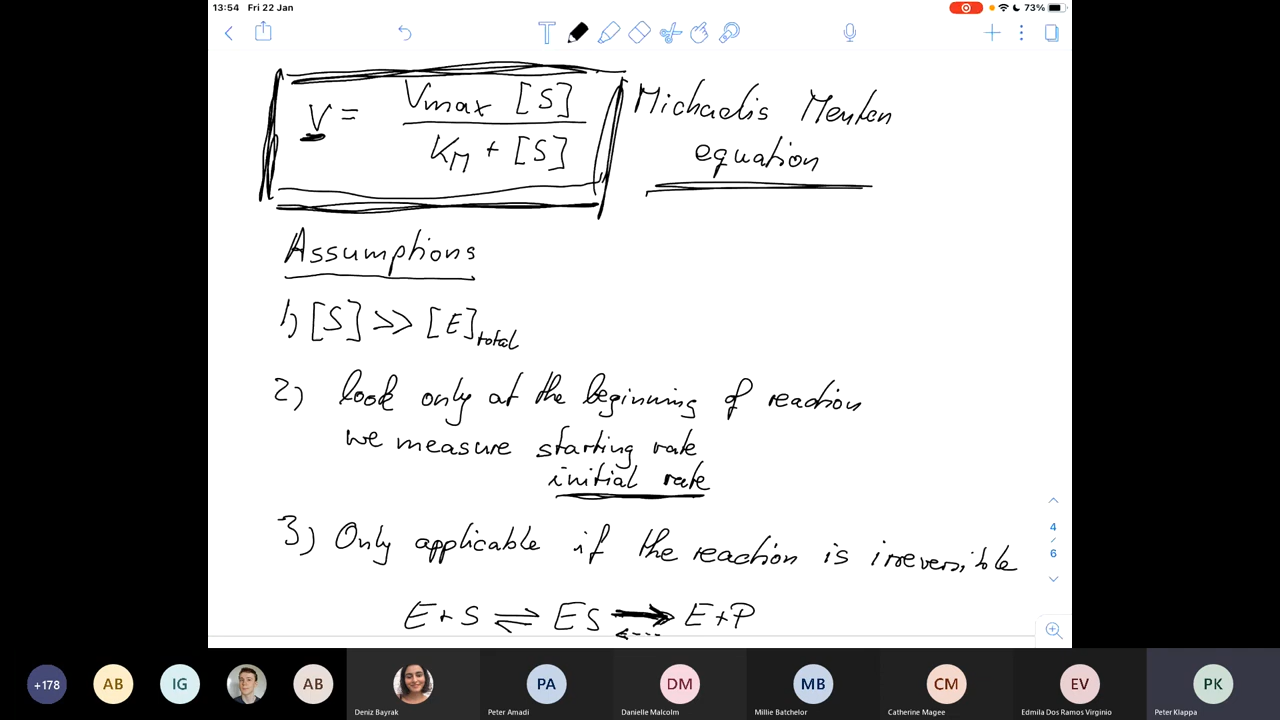 13:54 Fri 22 Jan
73%
V = Vmax [S]
KM + [S]
Michaelis Menten
equation
Assumptions
1) [S] >> [E]total
2) look only at the beginning of reaction
we measure starting rate
initial rate
3) Only applicable if the reaction is irreversible
E+S ⇌ ES → E+P
4
/
6
+178
AB
IG
AB
PA
DM
MB
CM
EV
PK
Deniz Bayrak
Peter Amadi
Danielle Malcolm
Millie Batchelor
Catherine Magee
Edmila Dos Ramos Virginio
Peter Klappa